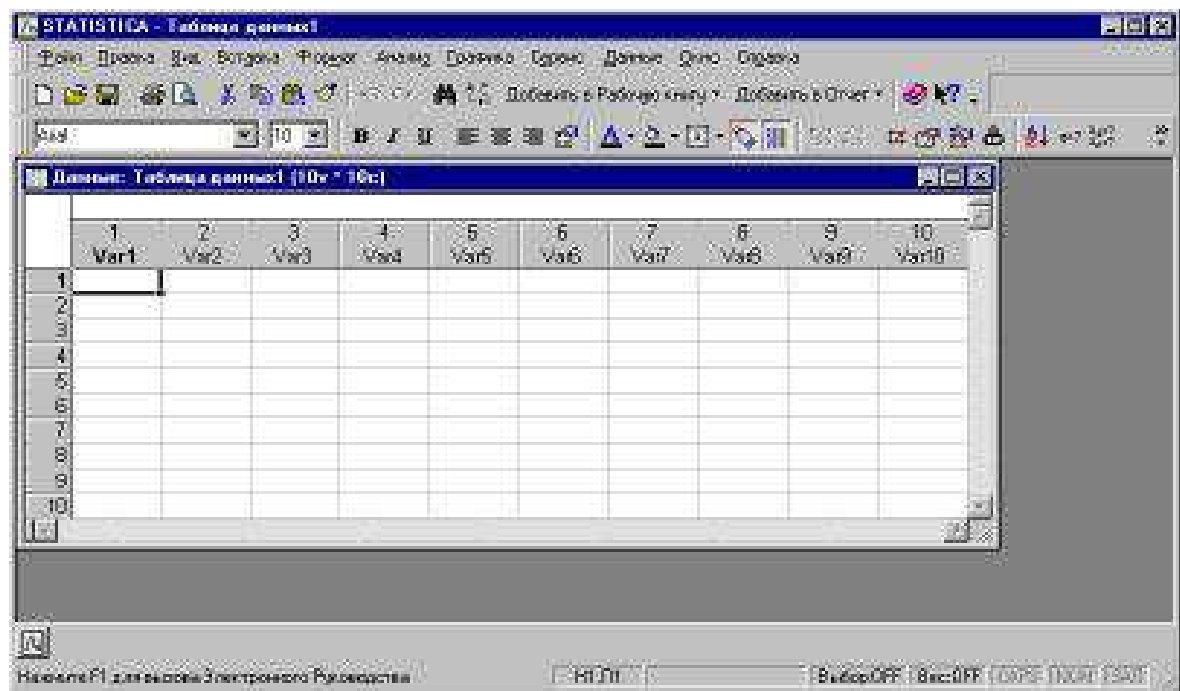 STATISTICA - Таблица данных1
Файл Правка Вид Вставка Формат Анализ Графика Сервис Данные Окно Справка
Добавить в Рабочую книгу Добавить в Отчет
Arial 10 B I U
Данные: Таблица данных1 (10v * 10c)
1 2 3 4 5 6 7 8 9 10
Var1 Var2 Var3 Var4 Var5 Var6 Var7 Var8 Var9 Var10
1
2
3
4
5
6
7
8
9
10
Нажмите F1 для вызова Электронного Руководства Выбор:OFF Вес:OFF CAPS NUM